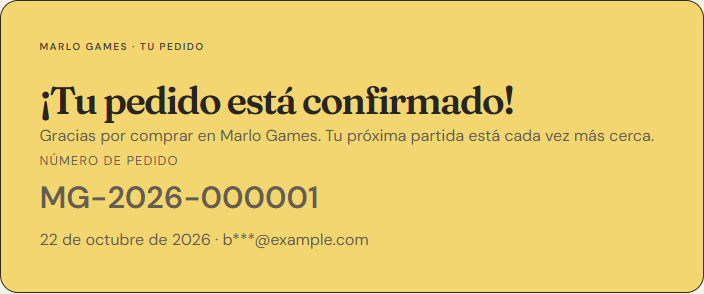 MARLO GAMES · TU PEDIDO
¡Tu pedido está confirmado!
Gracias por comprar en Marlo Games. Tu próxima partida está cada vez más cerca.
NÚMERO DE PEDIDO
MG-2026-000001
22 de octubre de 2026 · b***@example.com